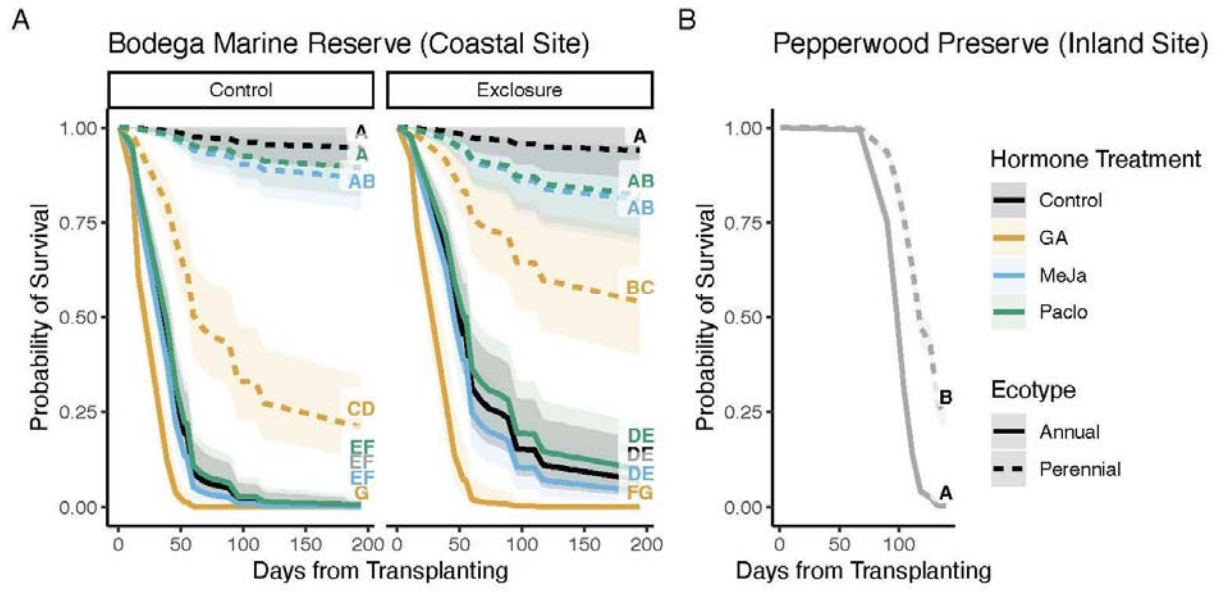 A
Bodega Marine Reserve (Coastal Site)
Control
Exclosure
Probability of Survival
1.00
0.75
0.50
0.25
0.00
A
A
AB
CD
EF
EF
EF
G
A
AB
AB
BC
DE
DE
DE
FG
0 50 100 150 200
0 50 100 150 200
Days from Transplanting
B
Pepperwood Preserve (Inland Site)
Probability of Survival
1.00
0.75
0.50
0.25
0.00
B
A
0 50 100
Days from Transplanting
Hormone Treatment
Control
GA
MeJa
Paclo
Ecotype
Annual
Perennial